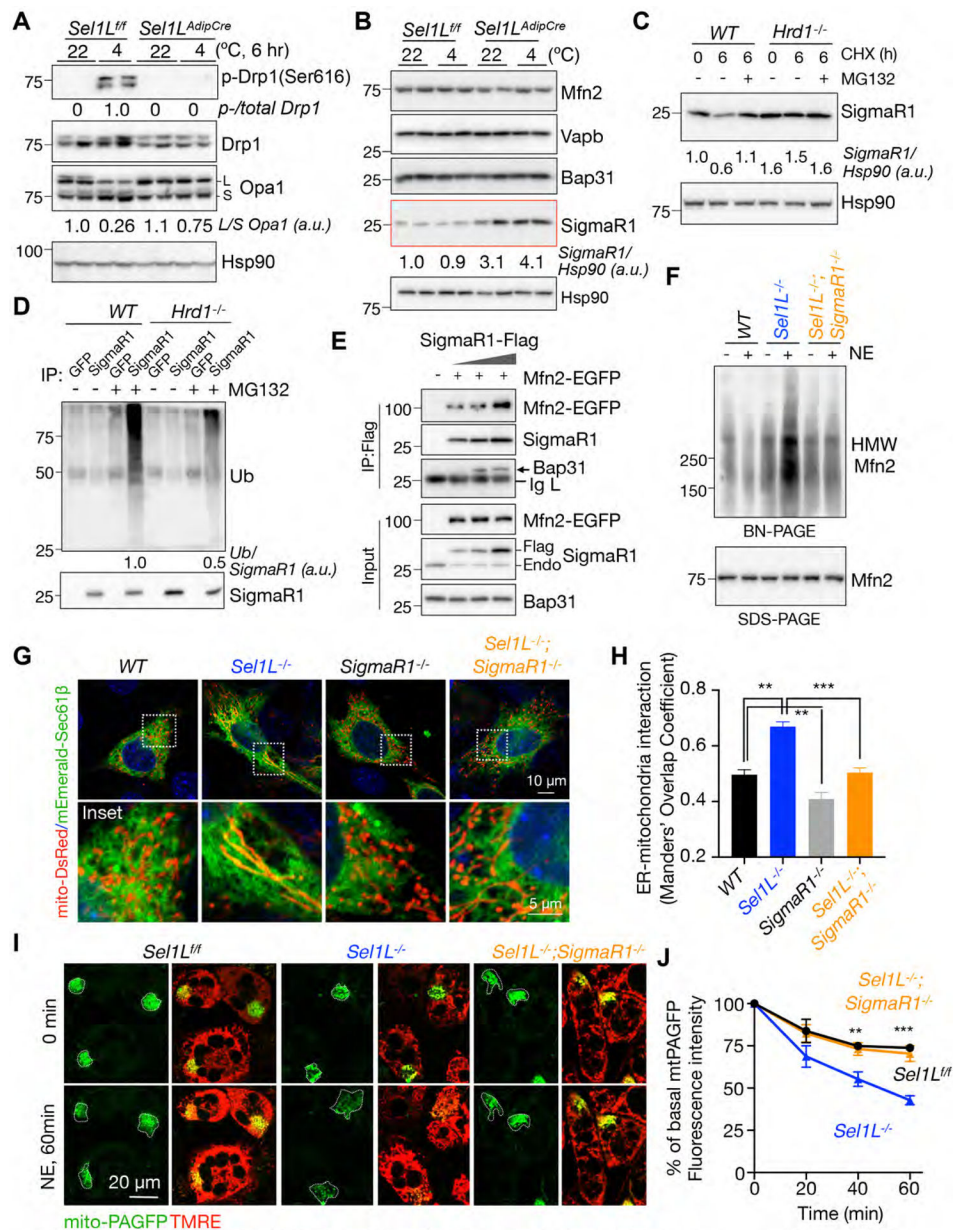 A
Sel1L^f/f Sel1L^AdipCre
22 4 22 4 (ºC, 6 hr)
75
p-Drp1(Ser616)
0 1.0 0 0 p-/total Drp1
75
Drp1
75
L
S
Opa1
1.0 0.26 1.1 0.75 L/S Opa1 (a.u.)
100
Hsp90
B
Sel1L^f/f Sel1L^AdipCre
22 4 22 4 (ºC)
75
Mfn2
25
Vapb
25
Bap31
25
SigmaR1
1.0 0.9 3.1 4.1 SigmaR1/
Hsp90 (a.u.)
75
Hsp90
C
WT Hrd1^-/-
0 6 6 0 6 6 CHX (h)
- - + - - + MG132
25
SigmaR1
1.0 0.6 1.1 1.6 1.5 1.6
SigmaR1/
Hsp90 (a.u.)
75
Hsp90
D
WT Hrd1^-/-
IP: GFP SigmaR1 GFP SigmaR1 GFP SigmaR1 GFP SigmaR1
- - + + - - + + MG132
75
50
25
Ub
1.0 0.5
Ub/
SigmaR1 (a.u.)
25
SigmaR1
E
SigmaR1-Flag
- + + + Mfn2-EGFP
IP:Flag
100
Mfn2-EGFP
25
SigmaR1
25
Bap31
Ig L
Input
100
Mfn2-EGFP
25
Flag
Endo
SigmaR1
25
Bap31
F
WT Sel1L^-/- Sel1L^-/-; SigmaR1^-/-
- + - + - + NE
250
150
HMW
Mfn2
BN-PAGE
75
Mfn2
SDS-PAGE
G
WT Sel1L^-/- SigmaR1^-/- Sel1L^-/-; SigmaR1^-/-
mito-DsRed/mEmerald-Sec61β
10 µm
Inset
5 µm
H
ER-mitochondria interaction
(Manders' Overlap Coefficient)
0.8
0.6
0.4
0.2
** ***
**
WT
Sel1L^-/-
SigmaR1^-/-
Sel1L^-/-;
SigmaR1^-/-
I
Sel1L^f/f Sel1L^-/- Sel1L^-/-;SigmaR1^-/-
0 min
NE, 60min
20 µm
mito-PAGFP TMRE
J
% of basal mtPAGFP
Fluorescence intensity
100
75
50
25
0
Sel1L^-/-;
SigmaR1^-/-
** ***
Sel1L^f/f
Sel1L^-/-
0 20 40 60
Time (min)